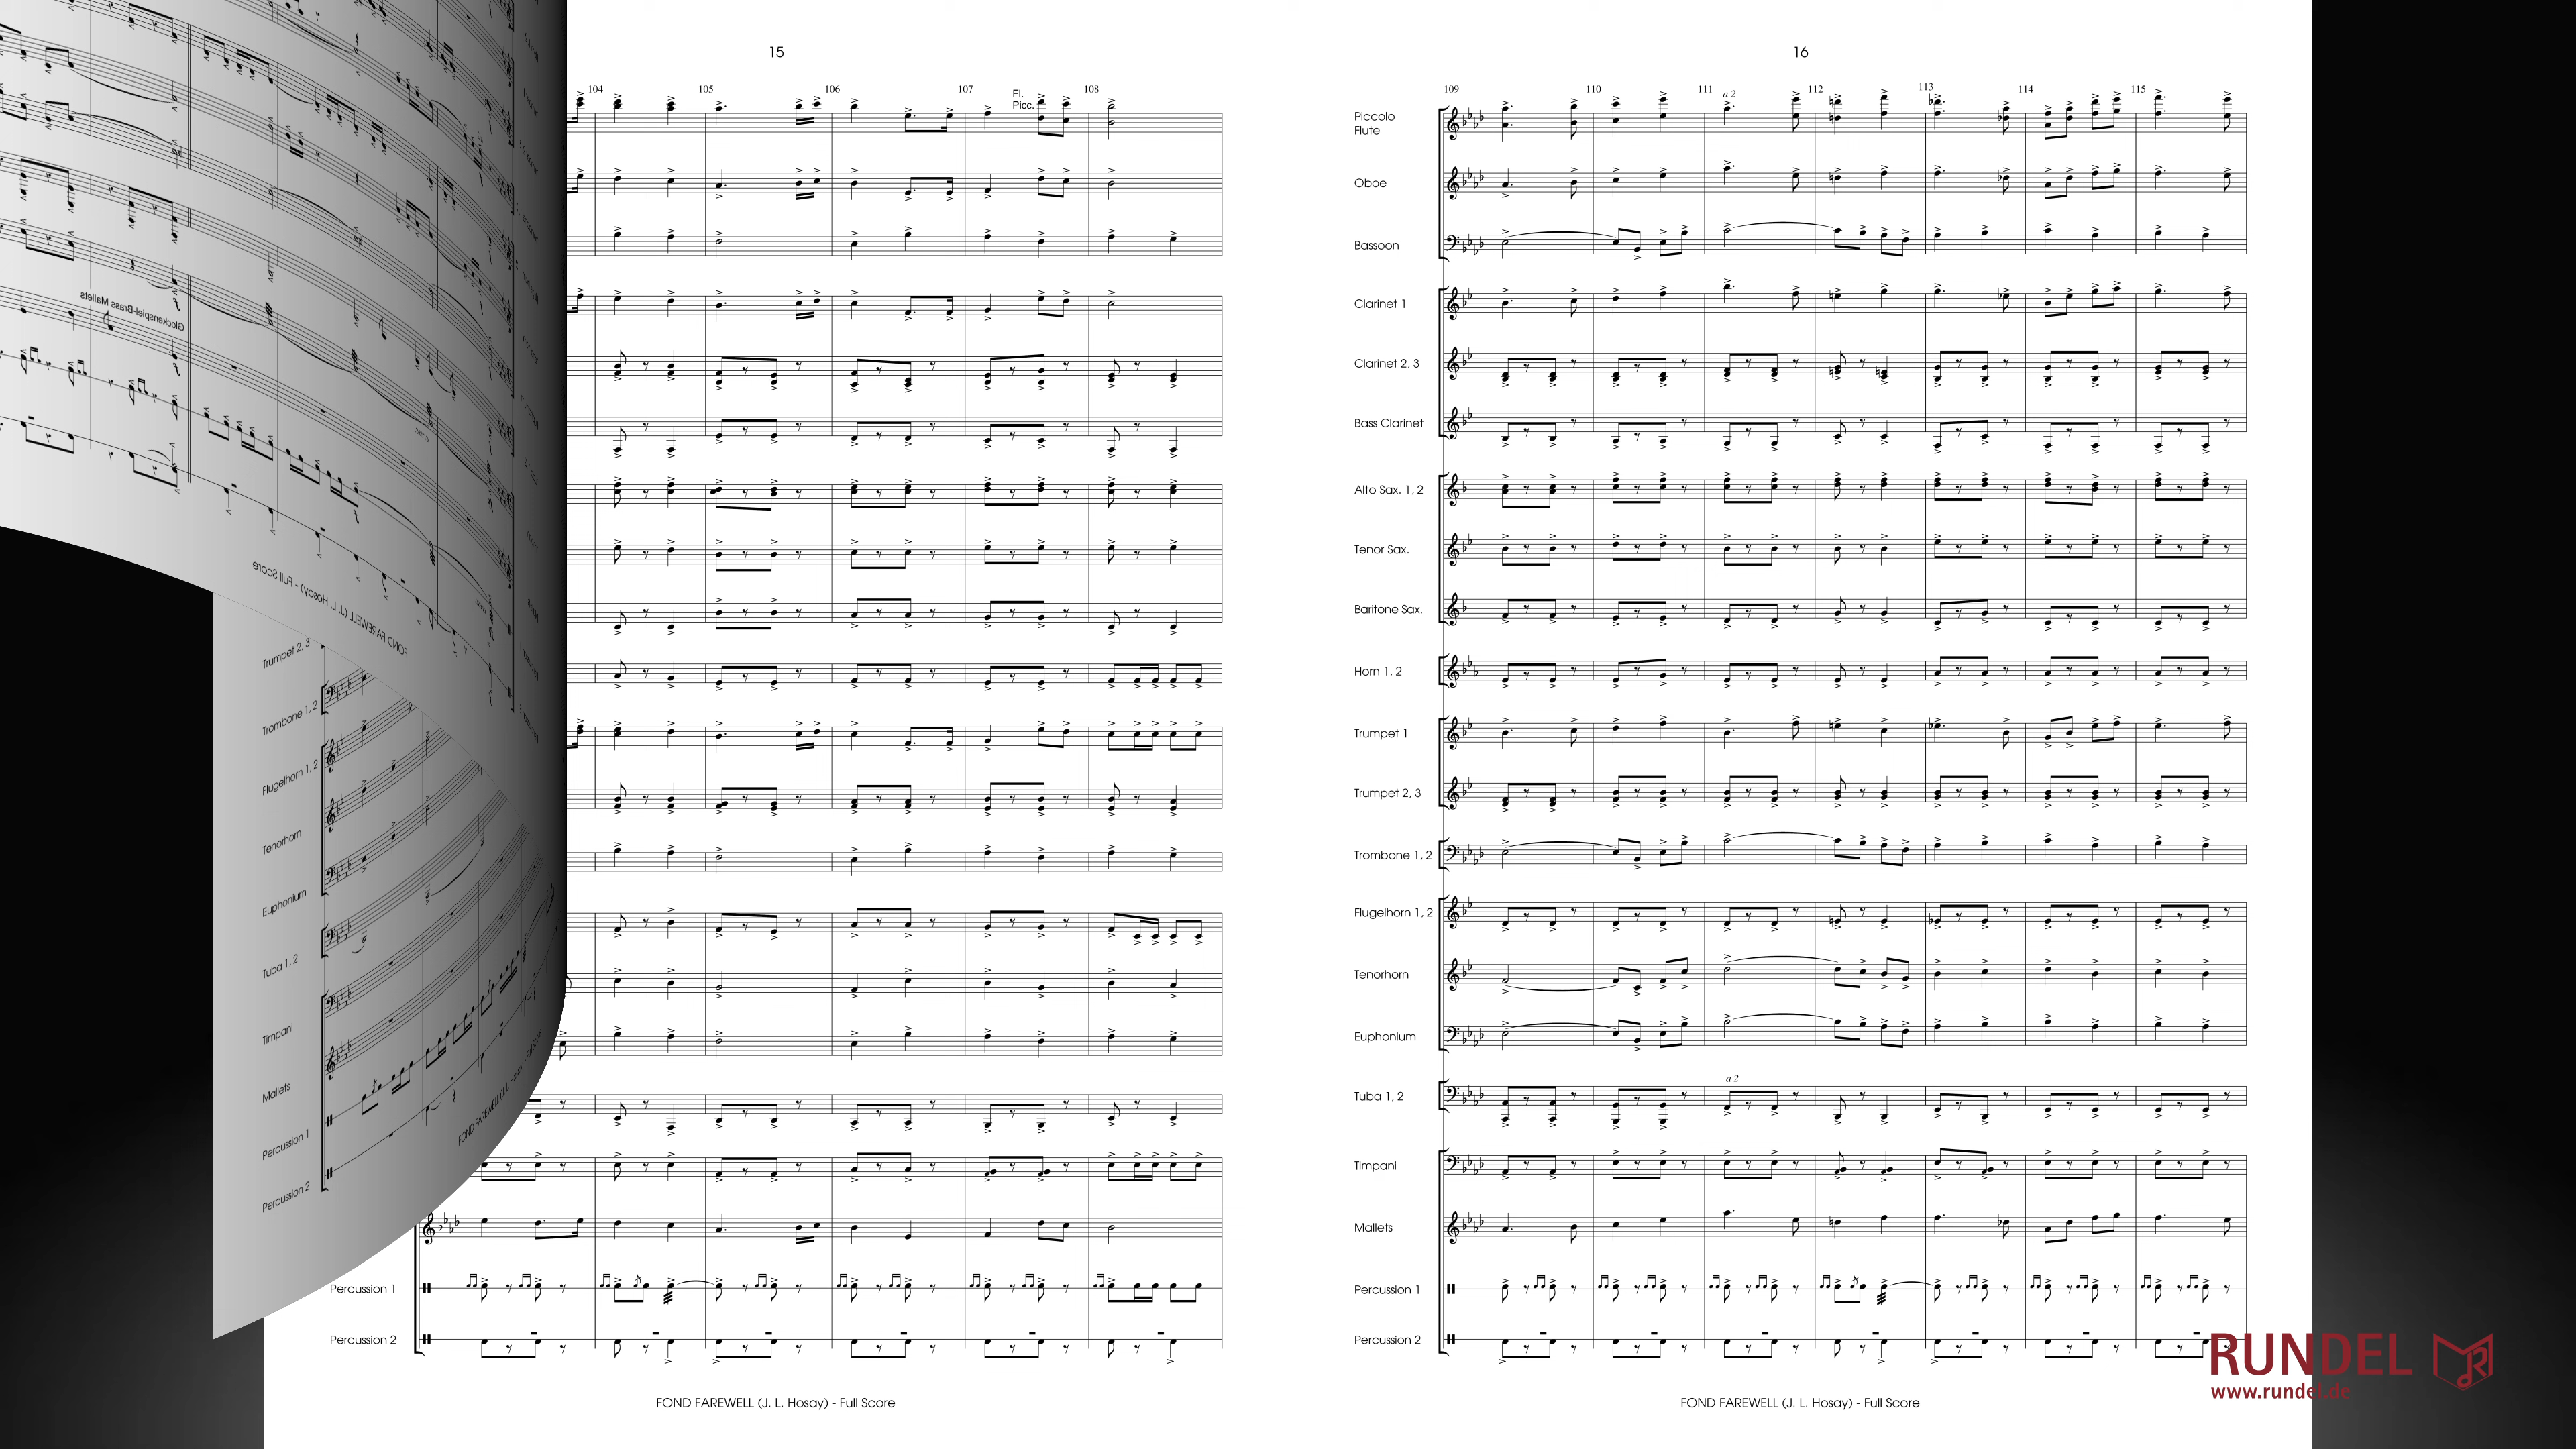 Glockenspiel-Brass Mallets
FOND FAREWELL (J. L. Hosay) - Full Score
Trumpet 2, 3
Trombone 1, 2
Flugelhorn 1, 2
Tenorhorn
Euphonium
Tuba 1, 2
Timpani
Mallets
Percussion 1
Percussion 2
15
104 105 106 107 108
Fl.
Picc.
Percussion 1
Percussion 2
FOND FAREWELL (J. L. Hosay) - Full Score
16
109 110 111 112 113 114 115
a 2
Piccolo
Flute
Oboe
Bassoon
Clarinet 1
Clarinet 2, 3
Bass Clarinet
Alto Sax. 1, 2
Tenor Sax.
Baritone Sax.
Horn 1, 2
Trumpet 1
Trumpet 2, 3
Trombone 1, 2
Flugelhorn 1, 2
Tenorhorn
Euphonium
a 2
Tuba 1, 2
Timpani
Mallets
Percussion 1
Percussion 2
FOND FAREWELL (J. L. Hosay) - Full Score
RUNDEL
www.rundel.de